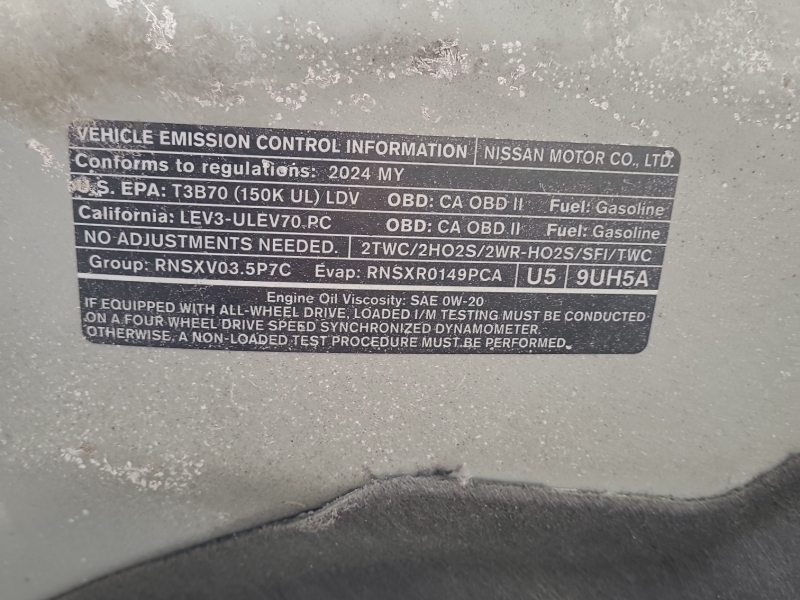 VEHICLE EMISSION CONTROL INFORMATION NISSAN MOTOR CO., LTD.
Conforms to regulations: 2024 MY
U.S. EPA: T3B70 (150K UL) LDV OBD: CA OBD II Fuel: Gasoline
California: LEV3-ULEV70 PC OBD: CA OBD II Fuel: Gasoline
NO ADJUSTMENTS NEEDED. 2TWC/2HO2S/2WR-HO2S/SFI/TWC
Group: RNSXV03.5P7C Evap: RNSXR0149PCA U5 9UH5A
Engine Oil Viscosity: SAE 0W-20
IF EQUIPPED WITH ALL-WHEEL DRIVE, LOADED I/M TESTING MUST BE CONDUCTED
ON A FOUR WHEEL DRIVE SPEED SYNCHRONIZED DYNAMOMETER.
OTHERWISE, A NON-LOADED TEST PROCEDURE MUST BE PERFORMED.